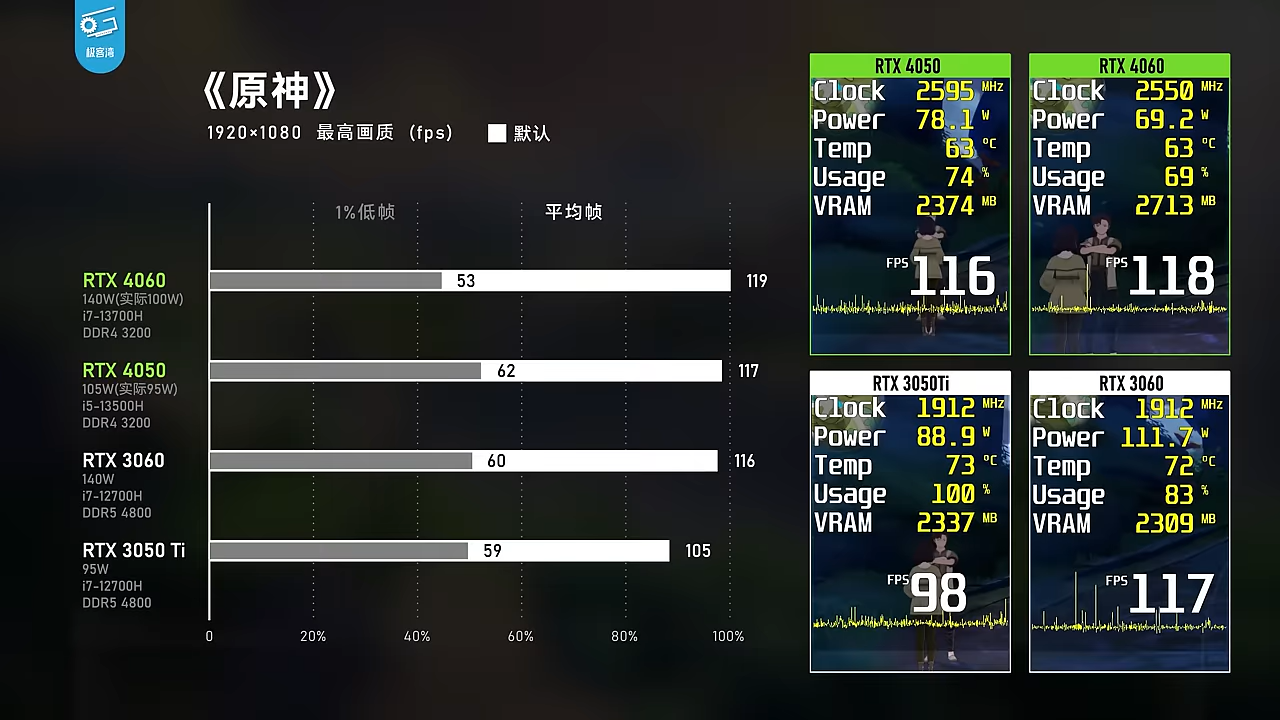 极客湾
《原神》
1920×1080 最高画质 (fps) 默认
1%低帧 平均帧
RTX 4060
140W(实际100W)
i7-13700H
DDR4 3200
53 119
RTX 4050
105W(实际95W)
i5-13500H
DDR4 3200
62 117
RTX 3060
140W
i7-12700H
DDR5 4800
60 116
RTX 3050 Ti
95W
i7-12700H
DDR5 4800
59 105
0 20% 40% 60% 80% 100%
RTX 4050
Clock 2595 MHz
Power 78.1 W
Temp 63 °C
Usage 74 %
VRAM 2374 MB
FPS 116
RTX 4060
Clock 2550 MHz
Power 69.2 W
Temp 63 °C
Usage 69 %
VRAM 2713 MB
FPS 118
RTX 3050Ti
Clock 1912 MHz
Power 88.9 W
Temp 73 °C
Usage 100 %
VRAM 2337 MB
FPS 98
RTX 3060
Clock 1912 MHz
Power 111.7 W
Temp 72 °C
Usage 83 %
VRAM 2309 MB
FPS 117